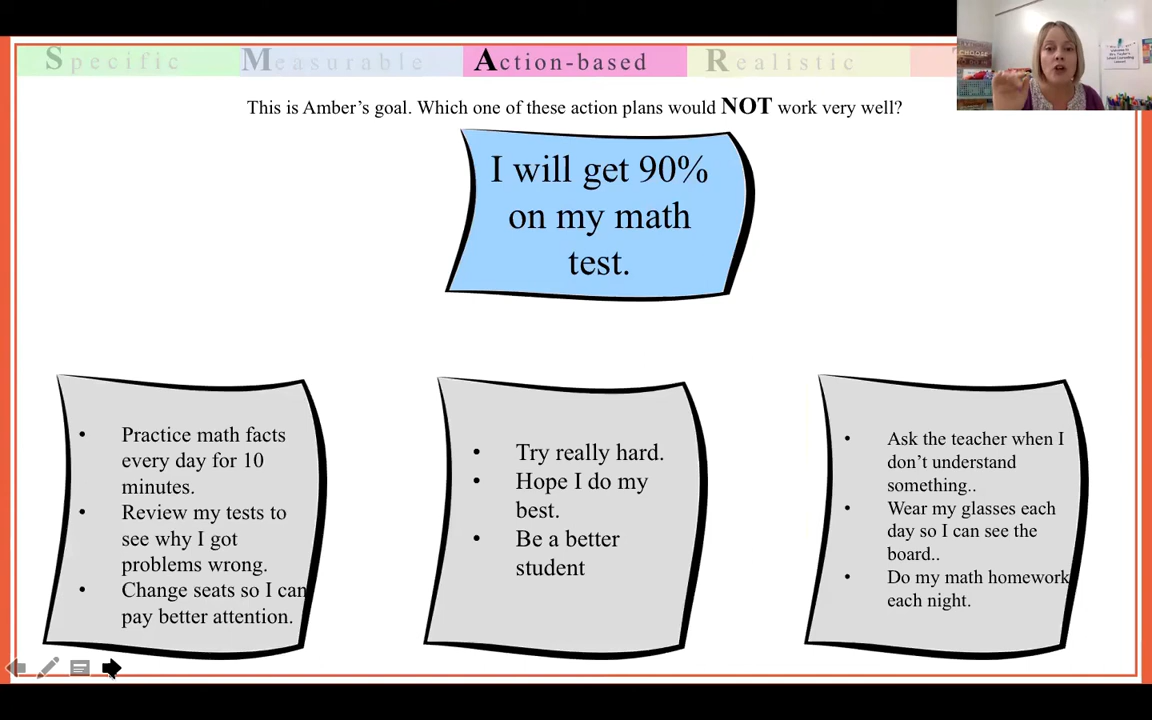 Specific Measurable Action-based Realistic
This is Amber's goal. Which one of these action plans would NOT work very well?
I will get 90%
on my math
test.
• Practice math facts
every day for 10
minutes.
• Review my tests to
see why I got
problems wrong.
• Change seats so I can
pay better attention.
• Try really hard.
• Hope I do my
best.
• Be a better
student
• Ask the teacher when I
don't understand
something..
• Wear my glasses each
day so I can see the
board..
• Do my math homework
each night.